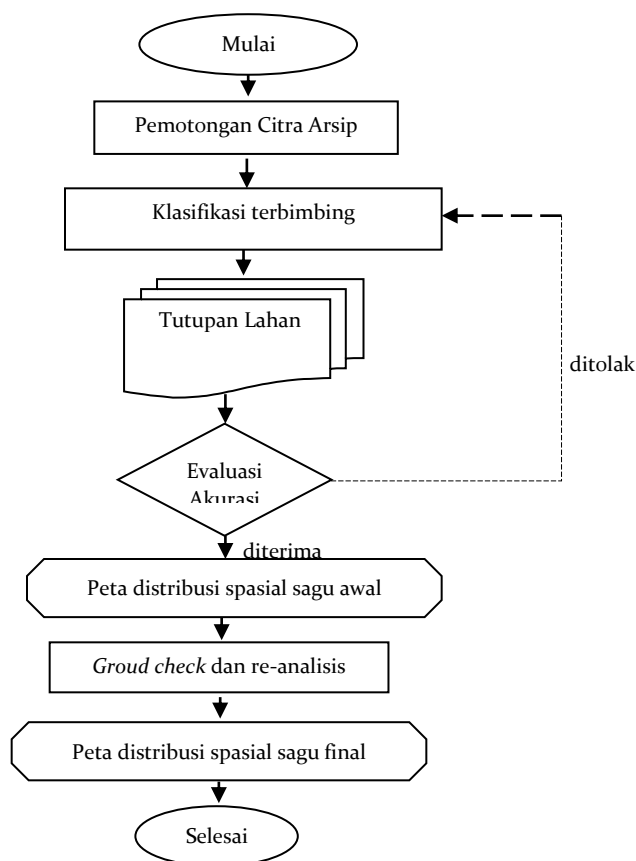 Mulai
Pemotongan Citra Arsip
Klasifikasi terbimbing
Tutupan Lahan
ditolak
Evaluasi
Akurasi
diterima
Peta distribusi spasial sagu awal
Groud check dan re-analisis
Peta distribusi spasial sagu final
Selesai